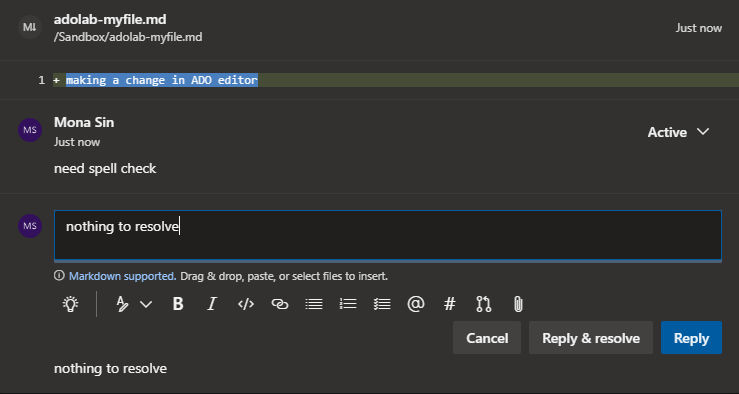 M↓
adolab-myfile.md
/Sandbox/adolab-myfile.md
Just now
1 + making a change in ADO editor
MS
Mona Sin
Just now
Active
need spell check
MS
nothing to resolve
Markdown supported. Drag & drop, paste, or select files to insert.
A B I </> @ #
Cancel Reply & resolve Reply
nothing to resolve